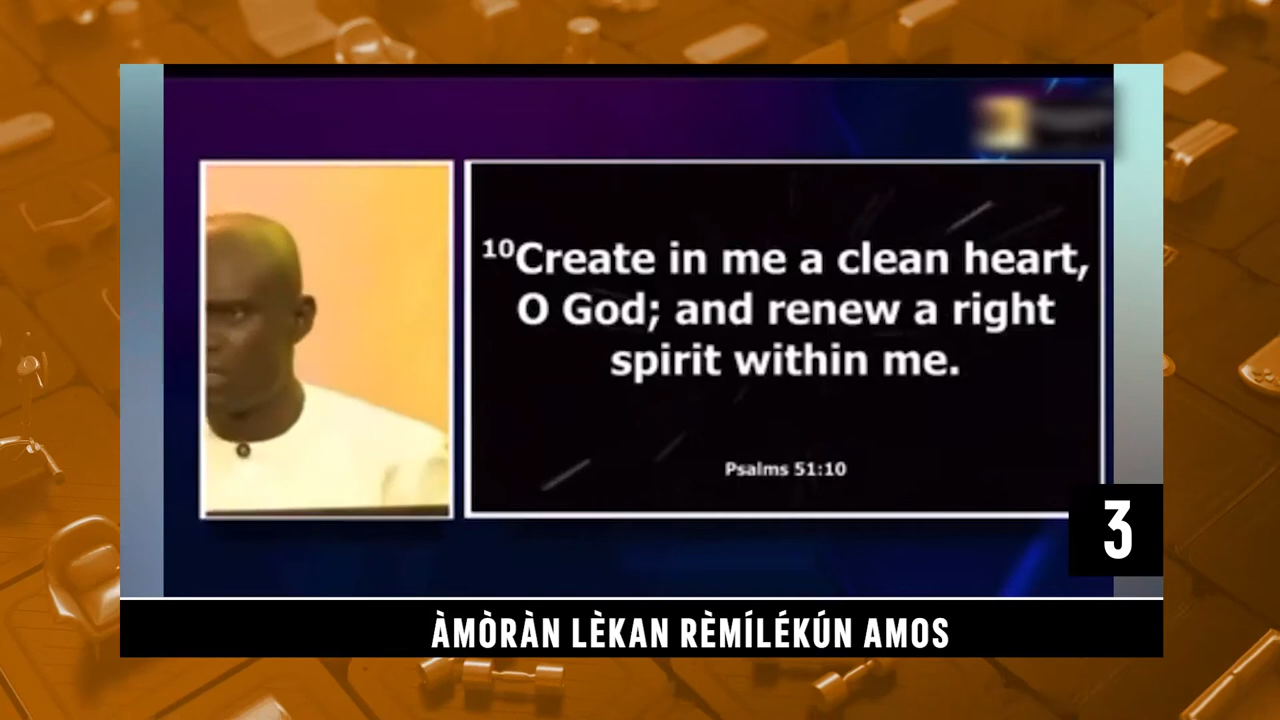 ¹⁰Create in me a clean heart,
O God; and renew a right
spirit within me.
Psalms 51:10
3
ÀMÒRÀN LÈKAN RÈMÍLÉKÚN AMOS